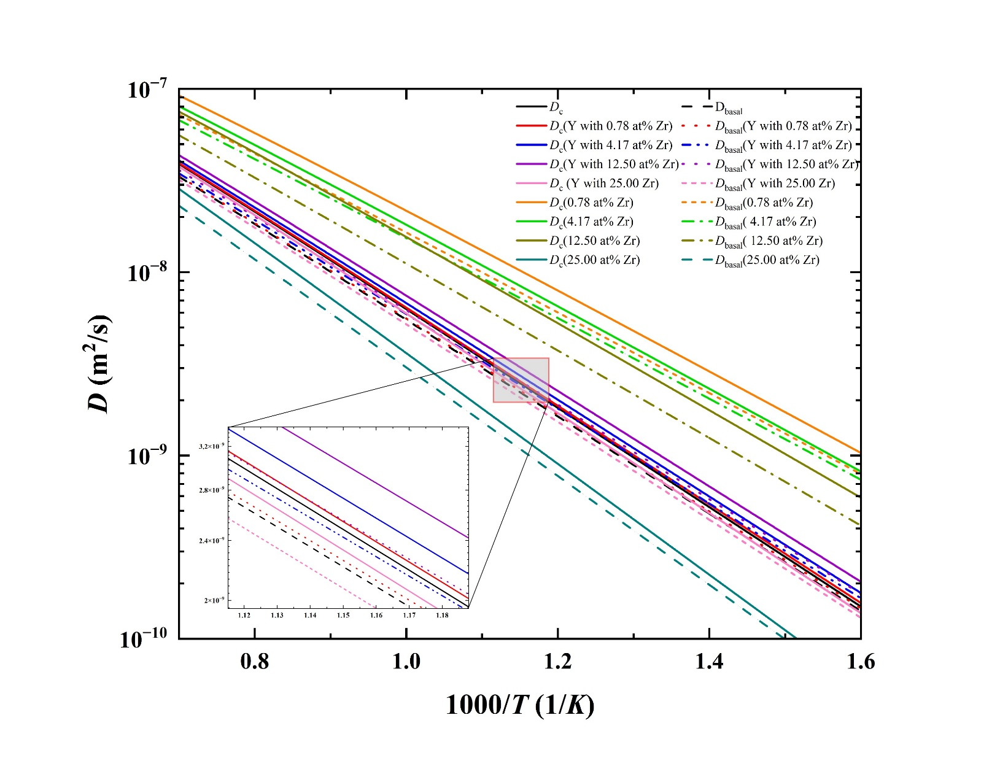 10⁻⁷
D_c
D_basal
D_c(Y with 0.78 at% Zr)
D_basal(Y with 0.78 at% Zr)
D_c(Y with 4.17 at% Zr)
D_basal(Y with 4.17 at% Zr)
D_c(Y with 12.50 at% Zr)
D_basal(Y with 12.50 at% Zr)
D_c (Y with 25.00 Zr)
D_basal(Y with 25.00 Zr)
D_c(0.78 at% Zr)
D_basal(0.78 at% Zr)
D_c(4.17 at% Zr)
D_basal( 4.17 at% Zr)
D_c(12.50 at% Zr)
D_basal( 12.50 at% Zr)
D_c(25.00 at% Zr)
D_basal(25.00 at% Zr)
10⁻⁸
D (m²/s)
3,2×10⁻⁹
10⁻⁹
2.8×10⁻⁹
2.4×10⁻⁹
2×10⁻⁹
1.12 1.13 1.14 1.15 1.16 1.17 1.18
10⁻¹⁰
0.8 1.0 1.2 1.4 1.6
1000/T (1/K)